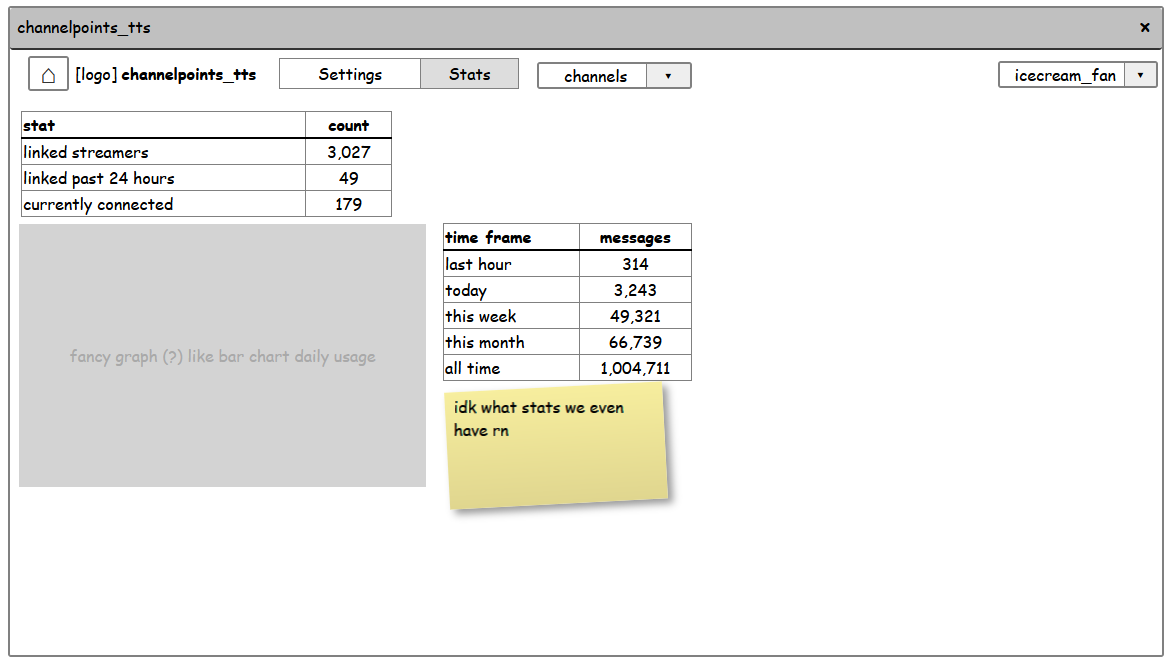 channelpoints_tts
[logo] channelpoints_tts Settings Stats channels icecream_fan
stat count
linked streamers 3,027
linked past 24 hours 49
currently connected 179
fancy graph (?) like bar chart daily usage
time frame messages
last hour 314
today 3,243
this week 49,321
this month 66,739
all time 1,004,711
idk what stats we even
have rn